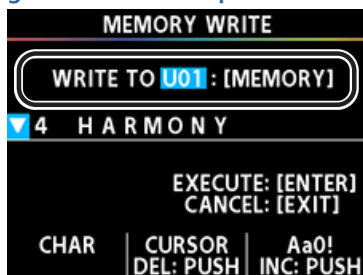 MEMORY WRITE
WRITE TO U01 : [MEMORY]
4 HARMONY
EXECUTE: [ENTER]
CANCEL: [EXIT]
CHAR CURSOR Aa0!
DEL: PUSH INC: PUSH